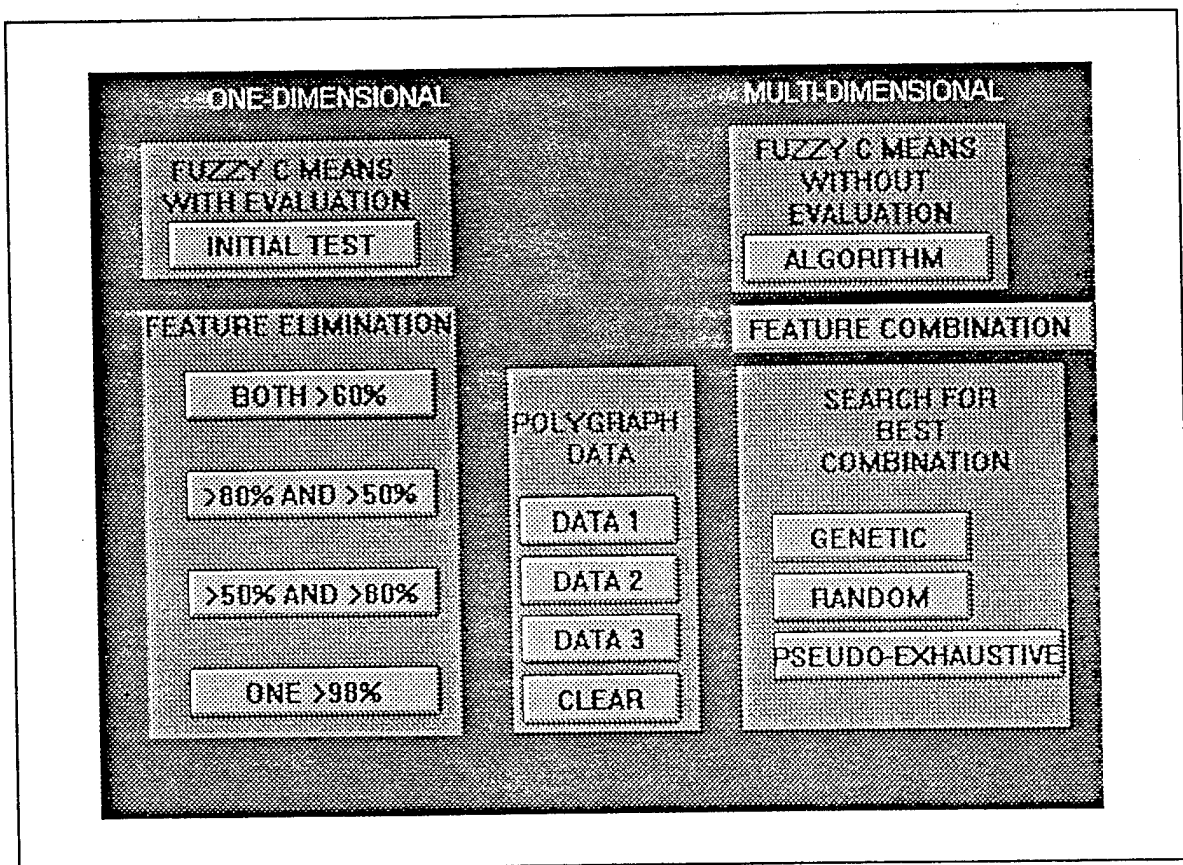 ONE-DIMENSIONAL
FUZZY C MEANS
WITH EVALUATION
INITIAL TEST
FEATURE ELIMINATION
BOTH >60%
>80% AND >50%
>50% AND >80%
ONE >98%
POLYGRAPH
DATA
DATA 1
DATA 2
DATA 3
CLEAR
MULTI-DIMENSIONAL
FUZZY C MEANS
WITHOUT
EVALUATION
ALGORITHM
FEATURE COMBINATION
SEARCH FOR
BEST
COMBINATION
GENETIC
RANDOM
PSEUDO-EXHAUSTIVE